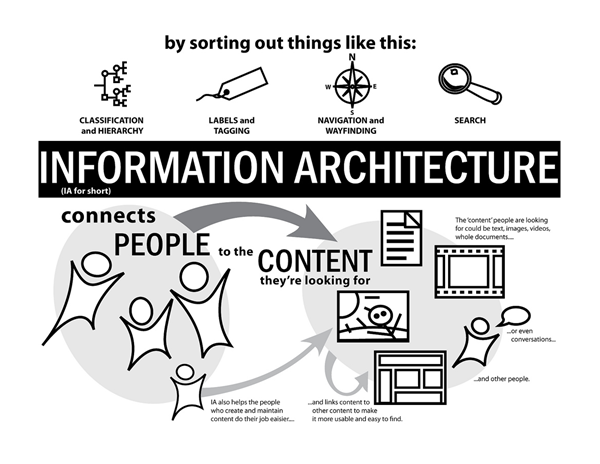 by sorting out things like this:
N
W E
S
CLASSIFICATION
and HIERARCHY
LABELS and
TAGGING
NAVIGATION and
WAYFINDING
SEARCH
INFORMATION ARCHITECTURE
(IA for short)
connects
PEOPLE to the CONTENT
they're looking for
The 'content' people are looking
for could be text, images, videos,
whole documents....
...or even
conversations...
...and other people.
IA also helps the people
who create and maintain
content do their job eaisier....
...and links content to
other content to make
it more usable and easy to find.